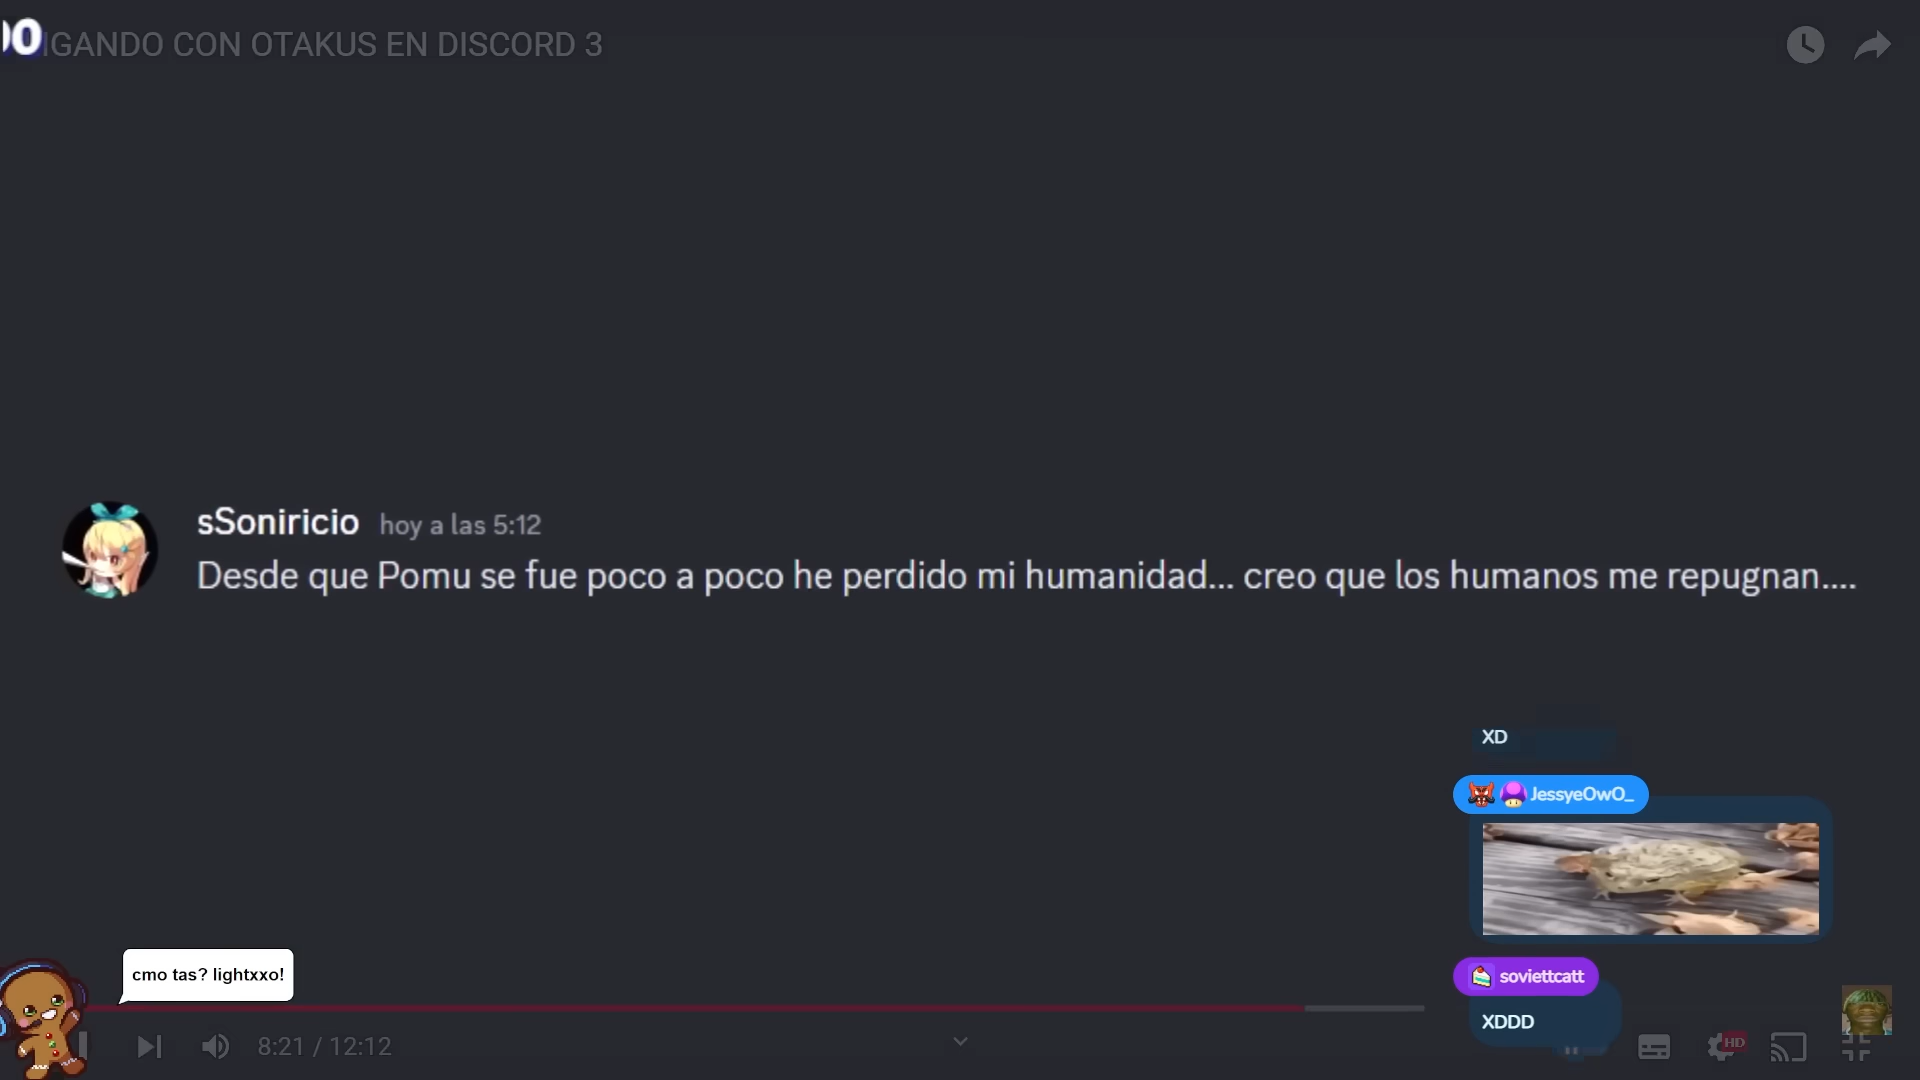 IGANDO CON OTAKUS EN DISCORD 3
sSoniricio hoy a las 5:12
Desde que Pomu se fue poco a poco he perdido mi humanidad... creo que los humanos me repugnan....
XD
JessyeOwO_
cmo tas? lightxxo!
soviettcatt
XDDD
8:21 / 12:12
HD